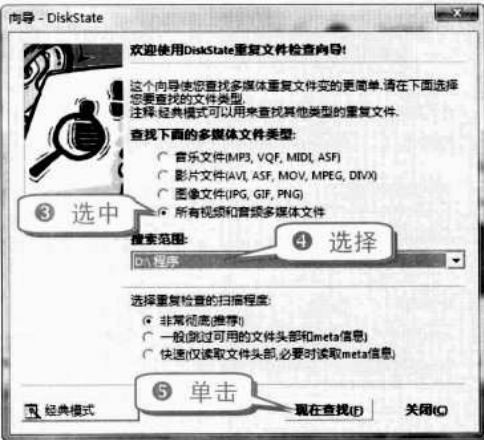 向导 - DiskState
欢迎使用DiskState重复文件检查向导!
这个向导使您查找多媒体重复文件变的更简单.请在下面选择
您要查找的文件类型.
注释:经典模式可以用来查找其他类型的重复文件.
查找下面的多媒体文件类型:
音乐文件(MP3, VQF, MIDI, ASF)
影片文件(AVI, ASF, MOV, MPEG, DIVX)
图像文件(JPG, GIF, PNG)
所有视频和音频多媒体文件
❸ 选中
搜索范围:
❹ 选择
D:\程序
选择重复检查的扫描程度:
非常彻底(推荐!)
一般(跳过可用的文件头部和meta信息)
快速(仅读取文件头部,必要时读取meta信息)
❺ 单击
经典模式
现在查找(F)
关闭(C)